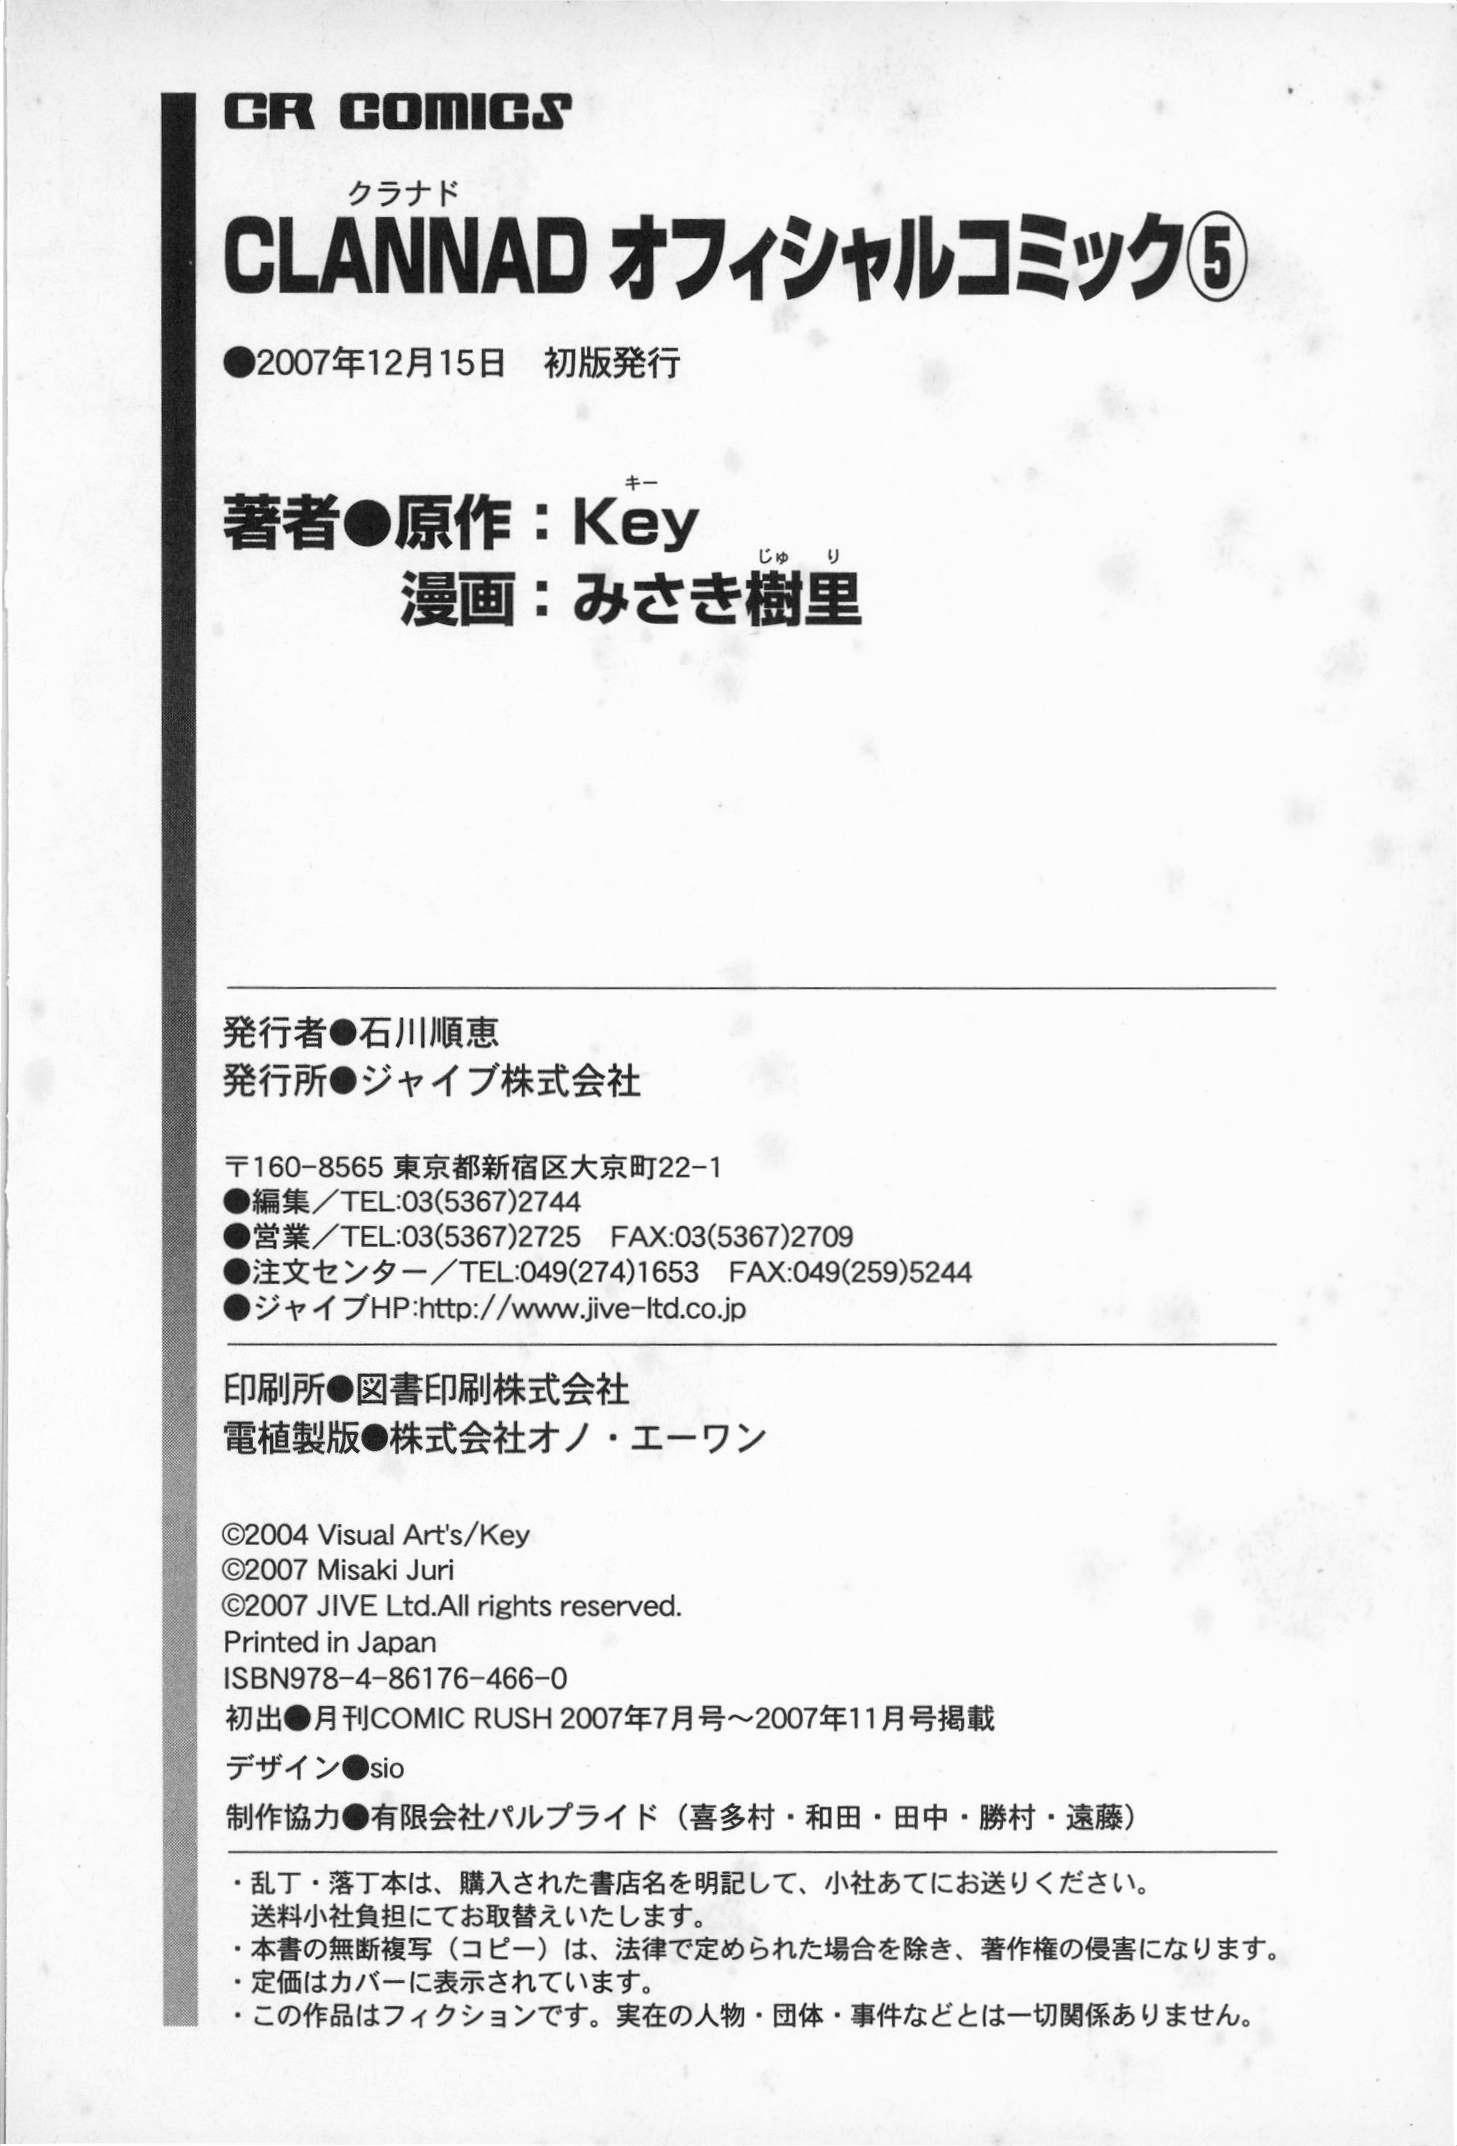 CR COMICS
クラナド
CLANNAD オフィシャルコミック⑤
●2007年12月15日　初版発行
キー
著者●原作：Key
じゅ り
漫画：みさき樹里
発行者●石川順恵
発行所●ジャイブ株式会社
〒160-8565 東京都新宿区大京町22-1
●編集／TEL:03(5367)2744
●営業／TEL:03(5367)2725　FAX:03(5367)2709
●注文センター／TEL:049(274)1653　FAX:049(259)5244
●ジャイブHP:http://www.jive-ltd.co.jp
印刷所●図書印刷株式会社
電植製版●株式会社オノ・エーワン
©2004 Visual Art's/Key
©2007 Misaki Juri
©2007 JIVE Ltd.All rights reserved.
Printed in Japan
ISBN978-4-86176-466-0
初出●月刊COMIC RUSH 2007年7月号～2007年11月号掲載
デザイン●sio
制作協力●有限会社パルプライド（喜多村・和田・田中・勝村・遠藤）
・乱丁・落丁本は、購入された書店名を明記して、小社あてにお送りください。
送料小社負担にてお取替えいたします。
・本書の無断複写（コピー）は、法律で定められた場合を除き、著作権の侵害になります。
・定価はカバーに表示されています。
・この作品はフィクションです。実在の人物・団体・事件などとは一切関係ありません。